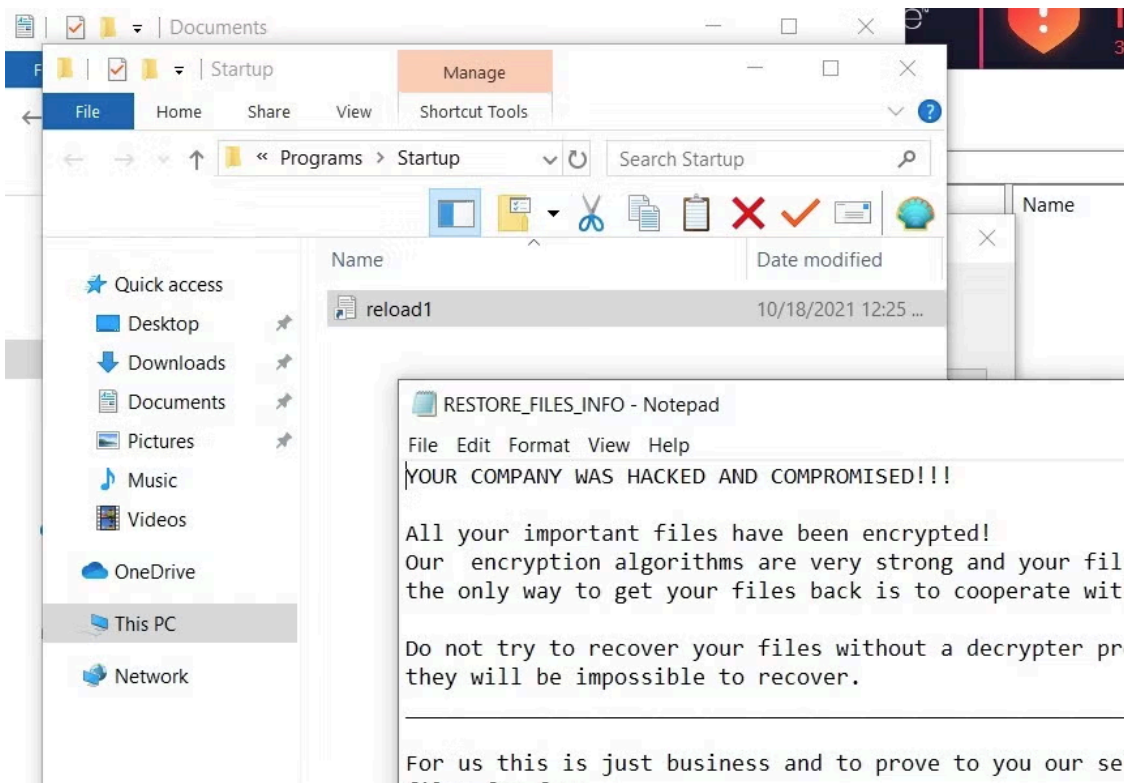 Documents
Startup
Manage
File Home Share View Shortcut Tools
« Programs > Startup
Search Startup
Name
Name Date modified
Quick access
reload1 10/18/2021 12:25 ...
Desktop
Downloads
Documents
Pictures
Music
Videos
OneDrive
This PC
Network
RESTORE_FILES_INFO - Notepad
File Edit Format View Help
YOUR COMPANY WAS HACKED AND COMPROMISED!!!
All your important files have been encrypted!
Our encryption algorithms are very strong and your fil
the only way to get your files back is to cooperate wit
Do not try to recover your files without a decrypter pr
they will be impossible to recover.
For us this is just business and to prove to you our se